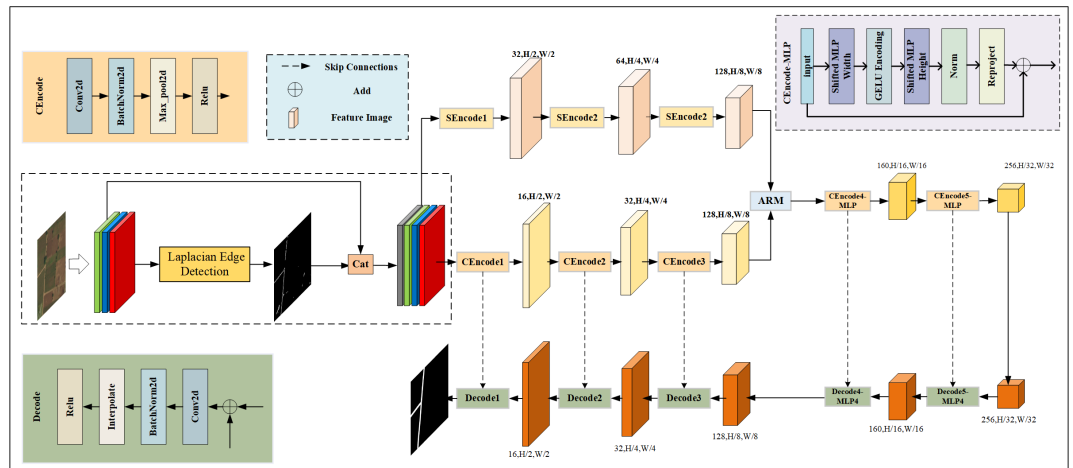 CEncode
Conv2d
BatchNorm2d
Max_pool2d
Relu
Skip Connections
Add
Feature Image
32,H/2,W/2
64,H/4,W/4
128,H/8,W/8
SEncode1
SEncode2
SEncode2
CEncode-MLP
input
Shifted MLP
Width
GELU Encoding
Shifted MLP
Height
Norm
Reproject
Laplacian Edge
Detection
Cat
16,H/2,W/2
32,H/4,W/4
128,H/8,W/8
CEncode1
CEncode2
CEncode3
ARM
160,H/16,W/16
256,H/32,W/32
CEncode4-
MLP
CEncode5-
MLP
Decode
Relu
Interpolate
BatchNorm2d
Conv2d
Decode1
Decode2
Decode3
Decode4-
MLP4
Decode5-
MLP4
16,H/2,W/2
32,H/4,W/4
128,H/8,W/8
160,H/16,W/16
256,H/32,W/32